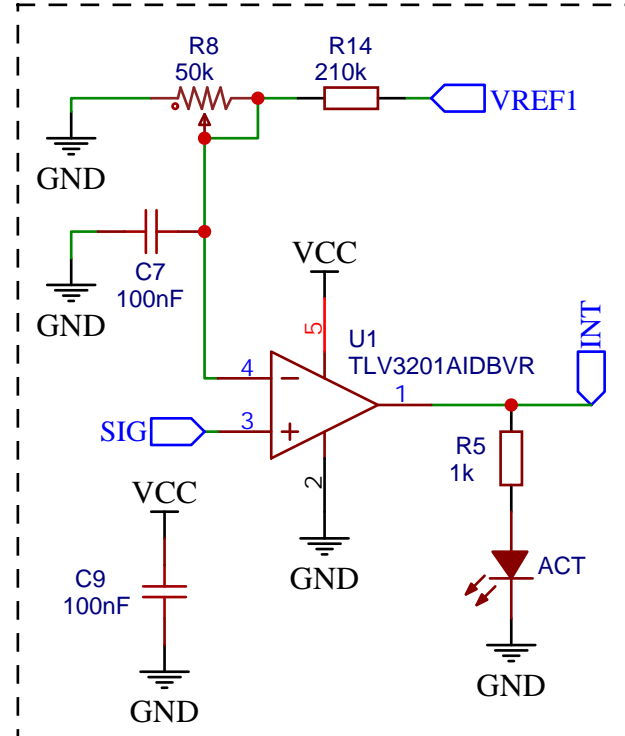 R8
50k
R14
210k
VREF1
GND
C7
100nF
GND
VCC
5
U1
TLV3201AIDBVR
INT
4
1
SIG
3
2
R5
1k
VCC
GND
ACT
C9
100nF
GND
GND